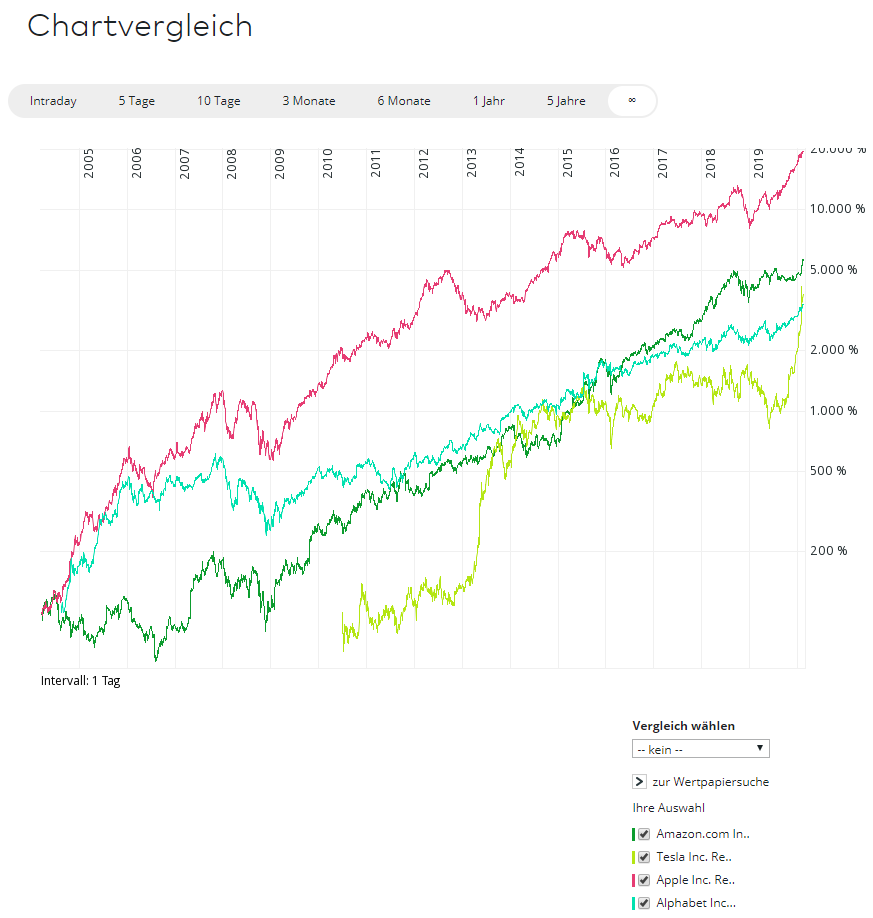 Chartvergleich
Intraday 5 Tage 10 Tage 3 Monate 6 Monate 1 Jahr 5 Jahre ∞
2005 2006 2007 2008 2009 2010 2011 2012 2013 2014 2015 2016 2017 2018 2019
20.000 %
10.000 %
5.000 %
2.000 %
1.000 %
500 %
200 %
Intervall: 1 Tag
Vergleich wählen
-- kein --
zur Wertpapiersuche
Ihre Auswahl
Amazon.com In..
Tesla Inc. Re..
Apple Inc. Re..
Alphabet Inc...